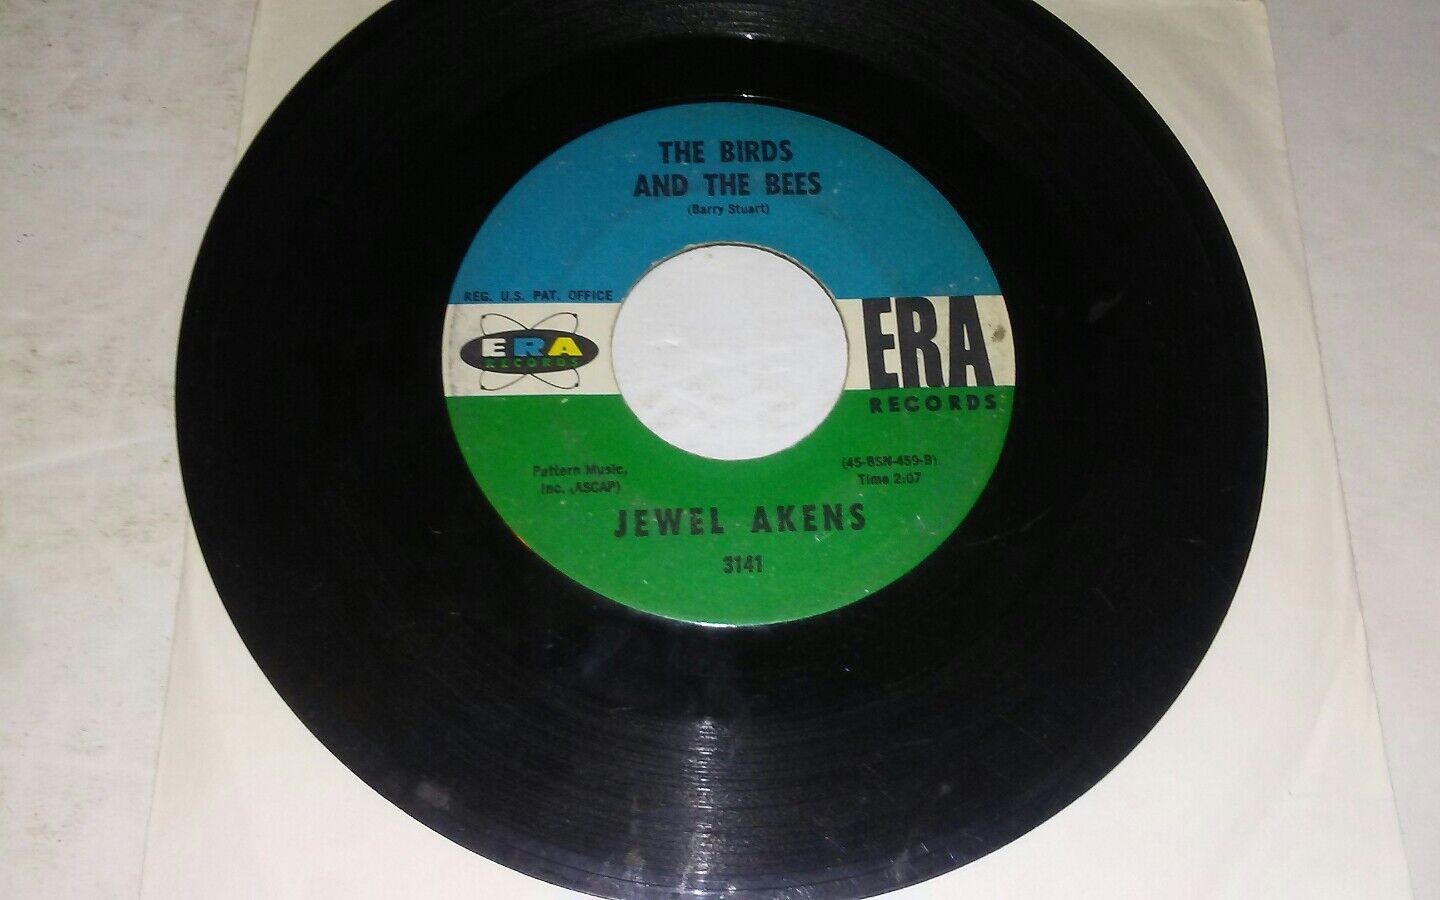 THE BIRDS
AND THE BEES
(Barry Stuart)
REG. U.S. PAT. OFFICE
ERA
RECORDS
ERA
RECORDS
Pattern Music,
Inc. (ASCAP)
(45-BSN-459-B)
Time 2:07
JEWEL AKENS
3141